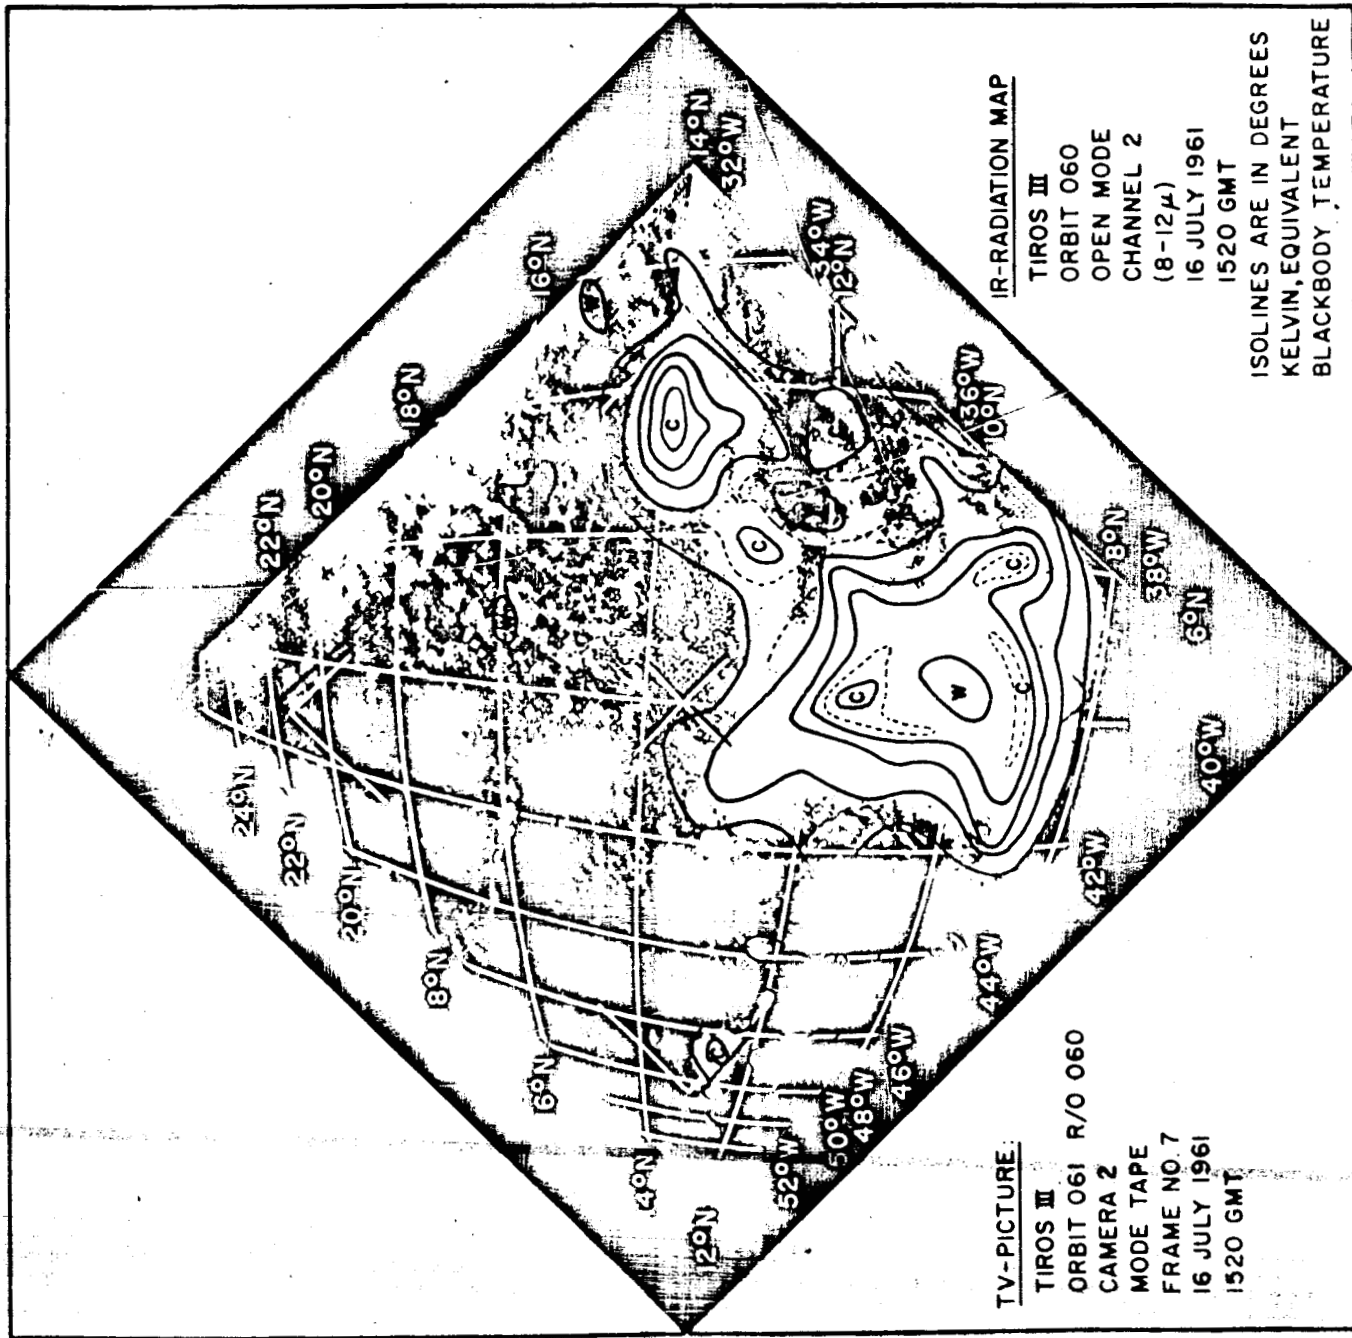 TV-PICTURE:
TIROS III
ORBIT 061 R/O 060
CAMERA 2
MODE TAPE
FRAME NO. 7
16 JULY 1961
1520 GMT
IR-RADIATION MAP
TIROS III
ORBIT 060
OPEN MODE
CHANNEL 2
(8-12μ)
16 JULY 1961
1520 GMT
ISOLINES ARE IN DEGREES
KELVIN, EQUIVALENT
BLACKBODY TEMPERATURE
12°N
4°N
6°N
8°N
20°N
22°N
24°N
22°N
20°N
18°N
16°N
14°N
32°W
34°W
12°N
36°W
0°N
8°N
38°W
6°N
40°W
42°W
44°W
46°W
48°W
50°W
52°W
W
C
C
C
C
W
C
C